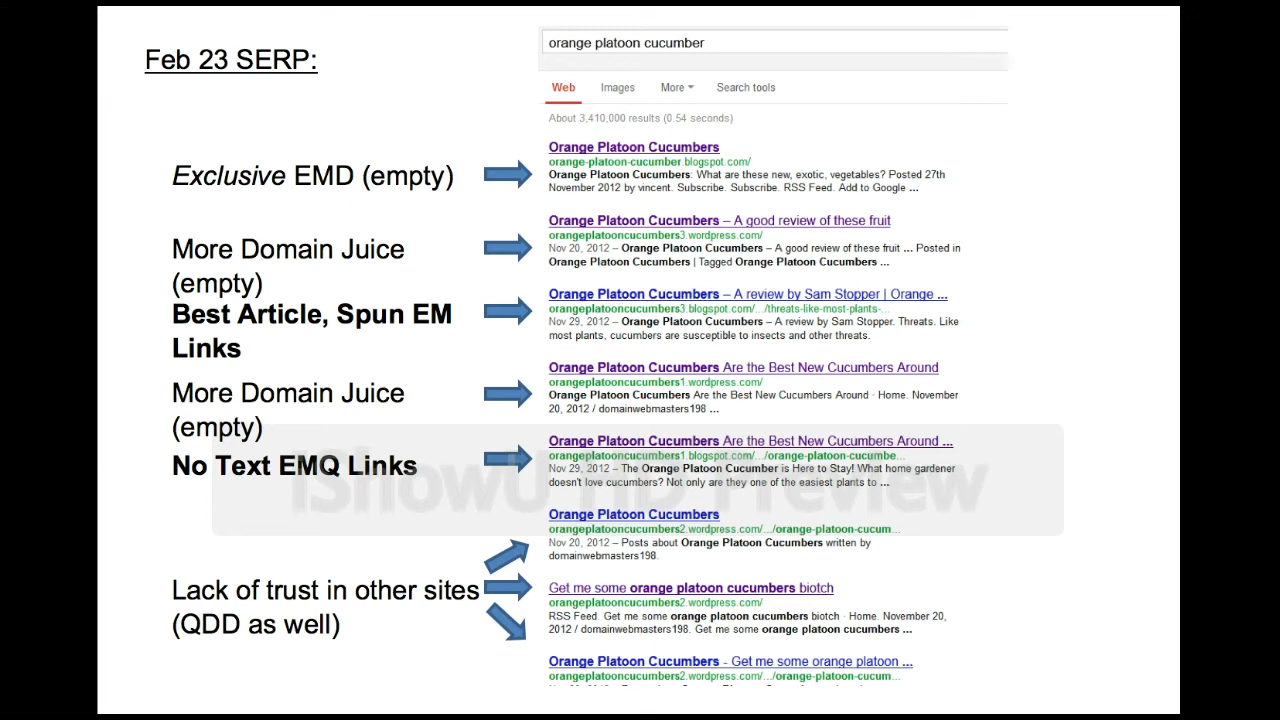 Feb 23 SERP:
orange platoon cucumber
Web Images More Search tools
About 3,410,000 results (0.54 seconds)
Exclusive EMD (empty)
Orange Platoon Cucumbers
orange-platoon-cucumber.blogspot.com/
Orange Platoon Cucumbers: What are these new, exotic, vegetables? Posted 27th
November 2012 by vincent. Subscribe. Subscribe. RSS Feed. Add to Google ...
More Domain Juice
(empty)
Orange Platoon Cucumbers – A good review of these fruit
orangeplatooncucumbers3.wordpress.com/
Nov 20, 2012 – Orange Platoon Cucumbers – A good review of these fruit ... Posted in
Orange Platoon Cucumbers | Tagged Orange Platoon Cucumbers ...
Best Article, Spun EM
Links
Orange Platoon Cucumbers – A review by Sam Stopper | Orange ...
orangeplatooncucumbers3.blogspot.com/.../threats-like-most-plants-...
Nov 29, 2012 – Orange Platoon Cucumbers – A review by Sam Stopper. Threats. Like
most plants, cucumbers are susceptible to insects and other threats.
More Domain Juice
(empty)
Orange Platoon Cucumbers Are the Best New Cucumbers Around
orangeplatooncucumbers1.wordpress.com/
Orange Platoon Cucumbers Are the Best New Cucumbers Around · Home. November
20, 2012 / domainwebmasters198 ...
No Text EMQ Links
Orange Platoon Cucumbers Are the Best New Cucumbers Around ...
orangeplatooncucumbers1.blogspot.com/.../orange-platoon-cucumbe...
Nov 29, 2012 – The Orange Platoon Cucumber is Here to Stay! What home gardener
doesn't love cucumbers? Not only are they one of the easiest plants to ...
iShowU HD Preview
Orange Platoon Cucumbers
orangeplatooncucumbers2.wordpress.com/.../orange-platoon-cucum...
Nov 20, 2012 – Posts about Orange Platoon Cucumbers written by
domainwebmasters198.
Lack of trust in other sites
(QDD as well)
Get me some orange platoon cucumbers biotch
orangeplatooncucumbers2.wordpress.com/
RSS Feed. Get me some orange platoon cucumbers biotch · Home. November 20,
2012 / domainwebmasters198. Get me some orange platoon cucumbers ...
Orange Platoon Cucumbers - Get me some orange platoon ...
orangeplatooncucumbers2.wordpress.com/.../orange-platoon-cucum...